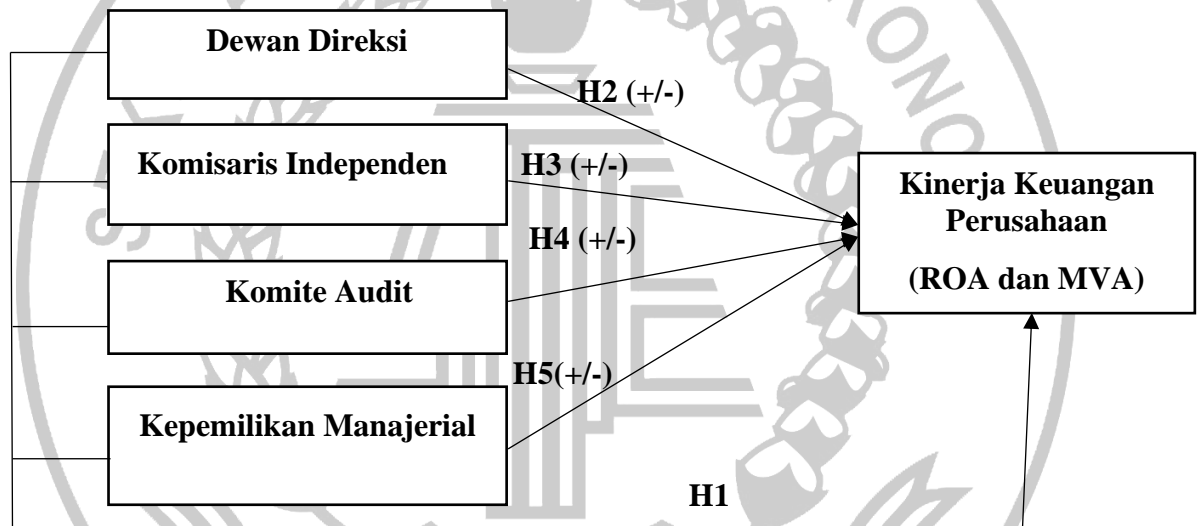 Dewan Direksi
H2 (+/-)
Komisaris Independen
H3 (+/-)
Kinerja Keuangan
Perusahaan
(ROA dan MVA)
H4 (+/-)
Komite Audit
H5(+/-)
Kepemilikan Manajerial
H1